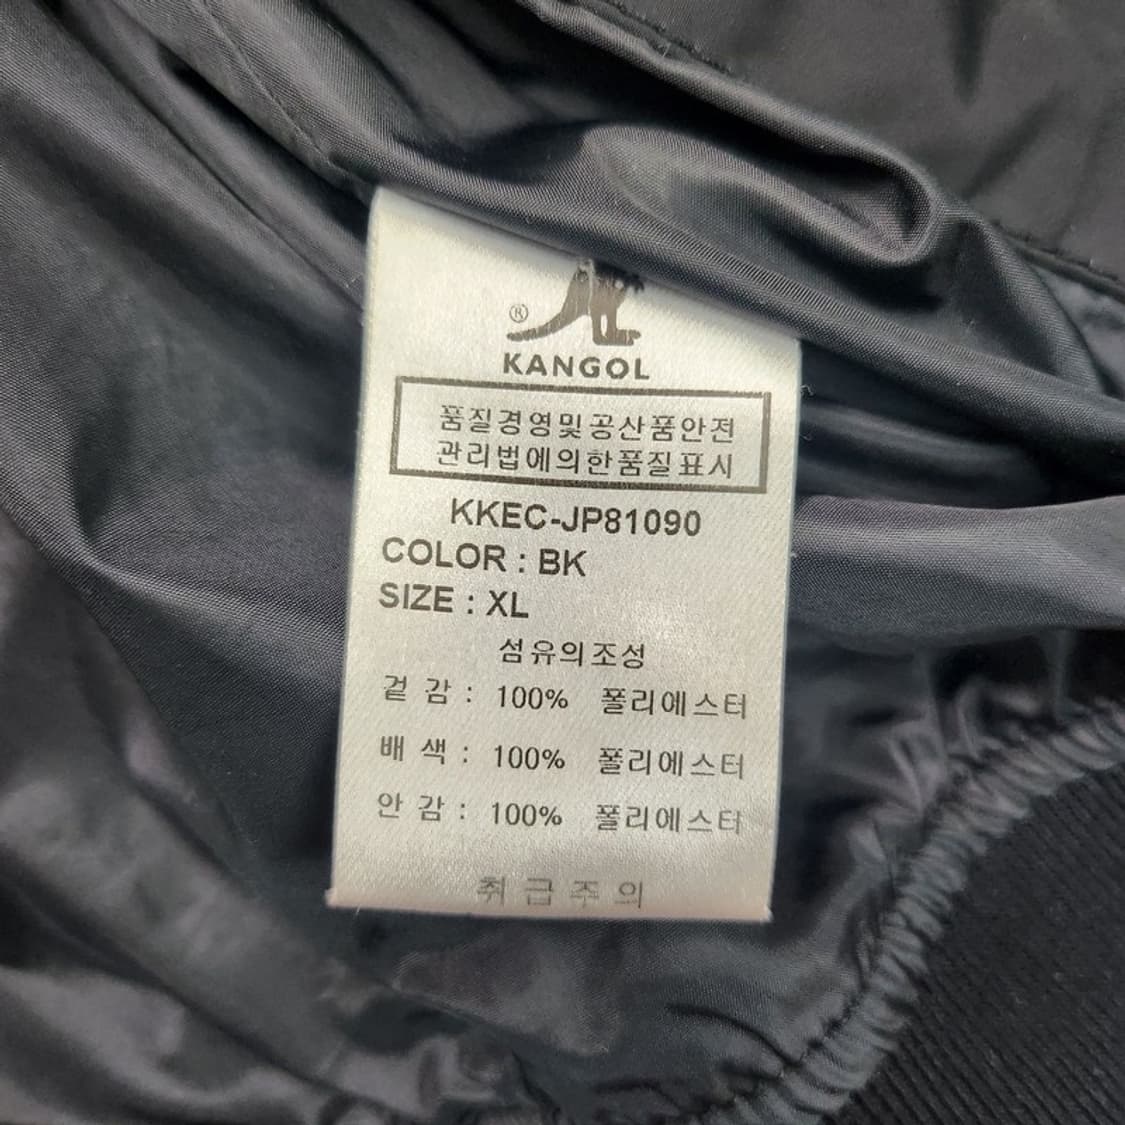 ®
KANGOL
품질경영및공산품안전
관리법에의한품질표시
KKEC-JP81090
COLOR : BK
SIZE : XL
섬유의조성
겉 감 : 100% 폴리에스터
배 색 : 100% 폴리에스터
안 감 : 100% 폴리에스터
취 급 주 의